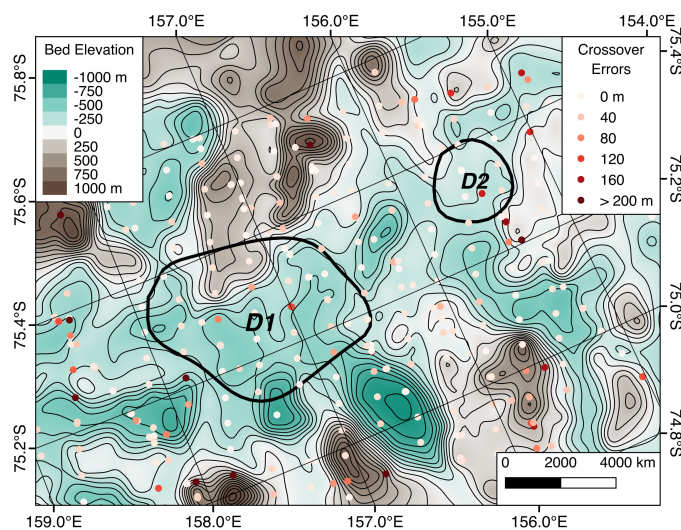 157.0°E 156.0°E 155.0°E 154.0°E
Bed Elevation
-1000 m
-750
-500
-250
0
250
500
750
1000 m
Crossover
Errors
0 m
40
80
120
160
> 200 m
75.8°S
75.6°S
75.4°S
75.2°S
75.4°S
75.2°S
75.0°S
74.8°S
D2
D1
0 2000 4000 km
159.0°E 158.0°E 157.0°E 156.0°E